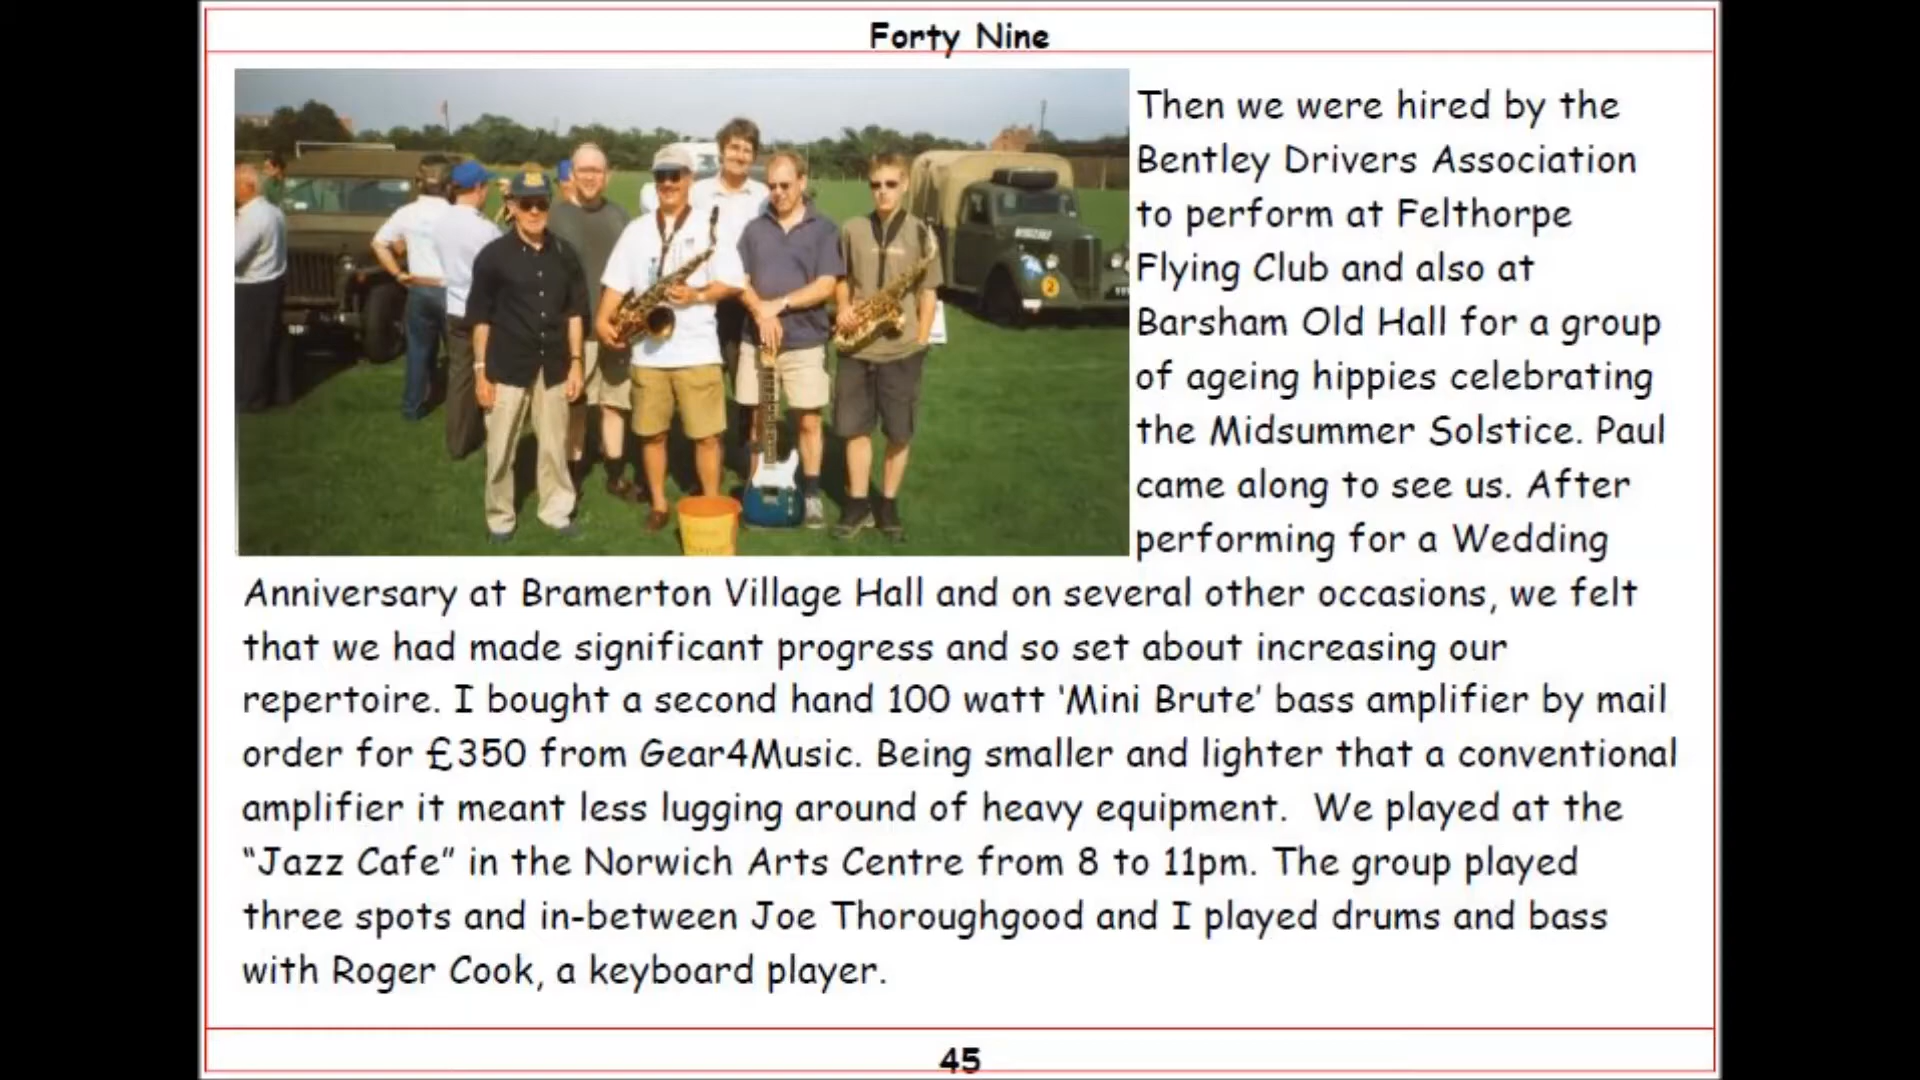 Forty Nine
Then we were hired by the
Bentley Drivers Association
to perform at Felthorpe
Flying Club and also at
Barsham Old Hall for a group
of ageing hippies celebrating
the Midsummer Solstice. Paul
came along to see us. After
performing for a Wedding
Anniversary at Bramerton Village Hall and on several other occasions, we felt
that we had made significant progress and so set about increasing our
repertoire. I bought a second hand 100 watt 'Mini Brute' bass amplifier by mail
order for £350 from Gear4Music. Being smaller and lighter that a conventional
amplifier it meant less lugging around of heavy equipment.  We played at the
“Jazz Cafe” in the Norwich Arts Centre from 8 to 11pm. The group played
three spots and in-between Joe Thoroughgood and I played drums and bass
with Roger Cook, a keyboard player.
45